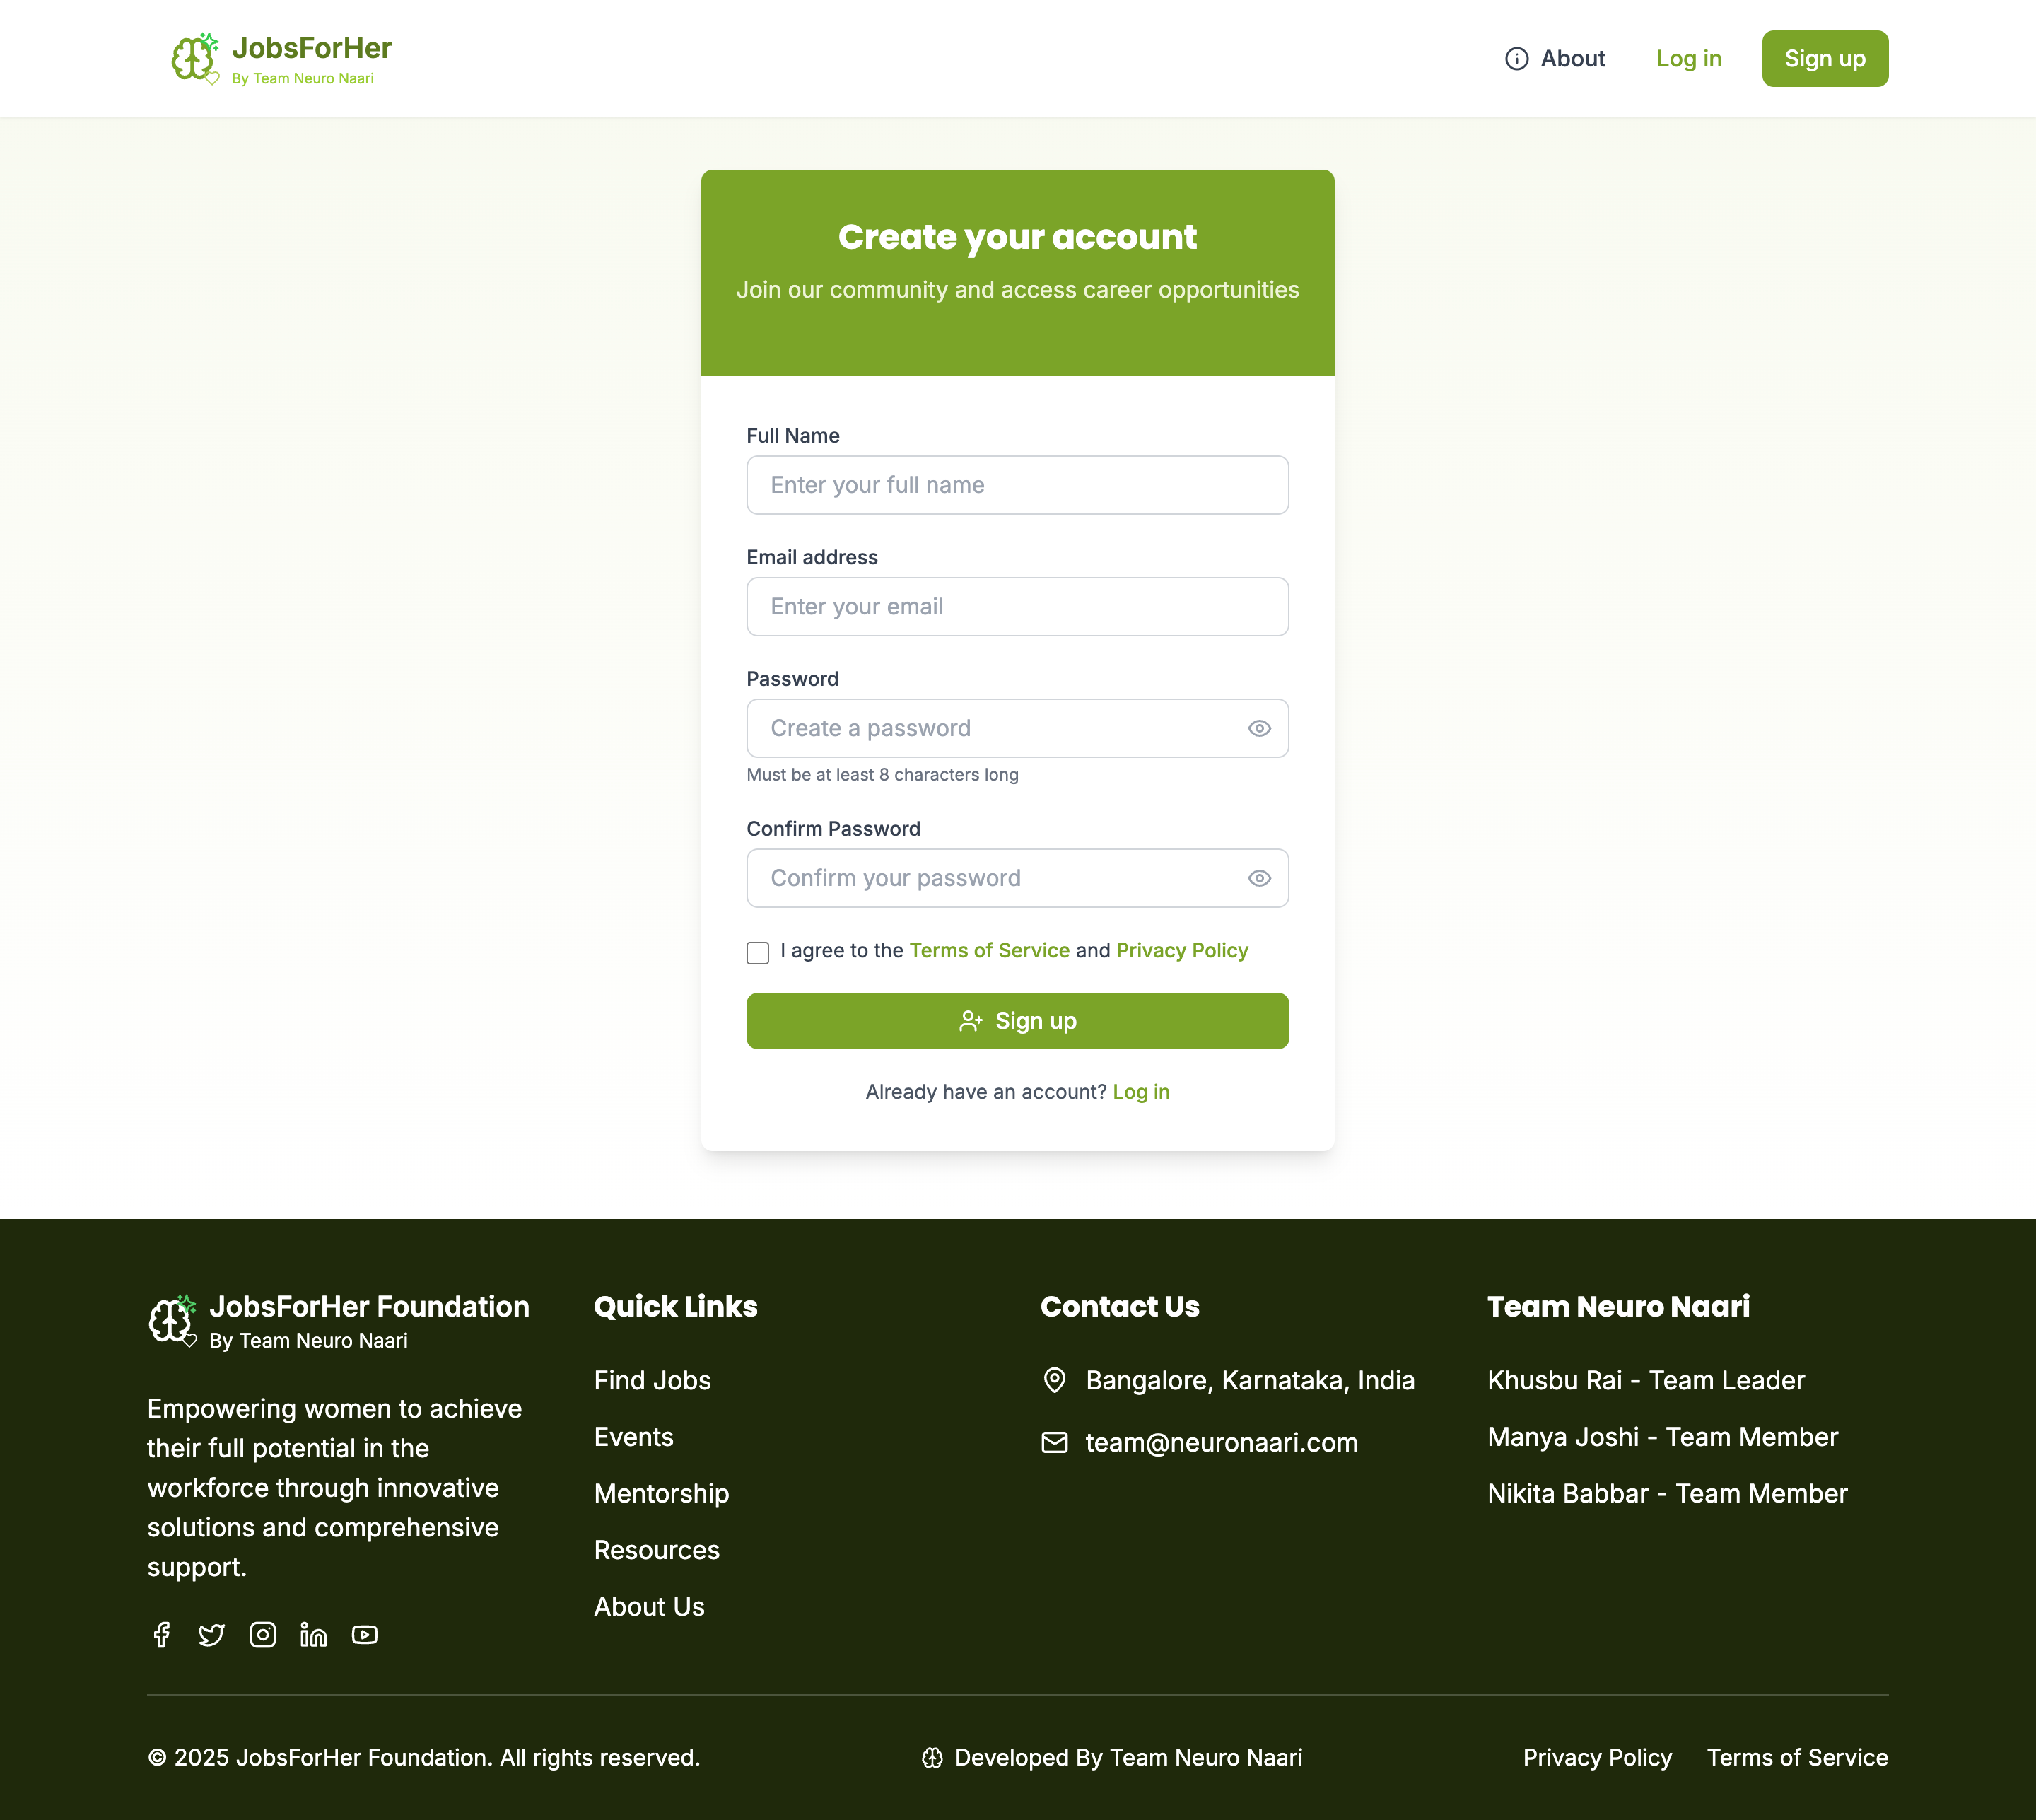 JobsForHer
By Team Neuro Naari
About
Log in
Sign up
Create your account
Join our community and access career opportunities
Full Name
Enter your full name
Email address
Enter your email
Password
Create a password
Must be at least 8 characters long
Confirm Password
Confirm your password
I agree to the Terms of Service and Privacy Policy
Sign up
Already have an account? Log in
JobsForHer Foundation
By Team Neuro Naari
Empowering women to achieve
their full potential in the
workforce through innovative
solutions and comprehensive
support.
Quick Links
Find Jobs
Events
Mentorship
Resources
About Us
Contact Us
Bangalore, Karnataka, India
team@neuronaari.com
Team Neuro Naari
Khusbu Rai - Team Leader
Manya Joshi - Team Member
Nikita Babbar - Team Member
© 2025 JobsForHer Foundation. All rights reserved.
Developed By Team Neuro Naari
Privacy Policy
Terms of Service